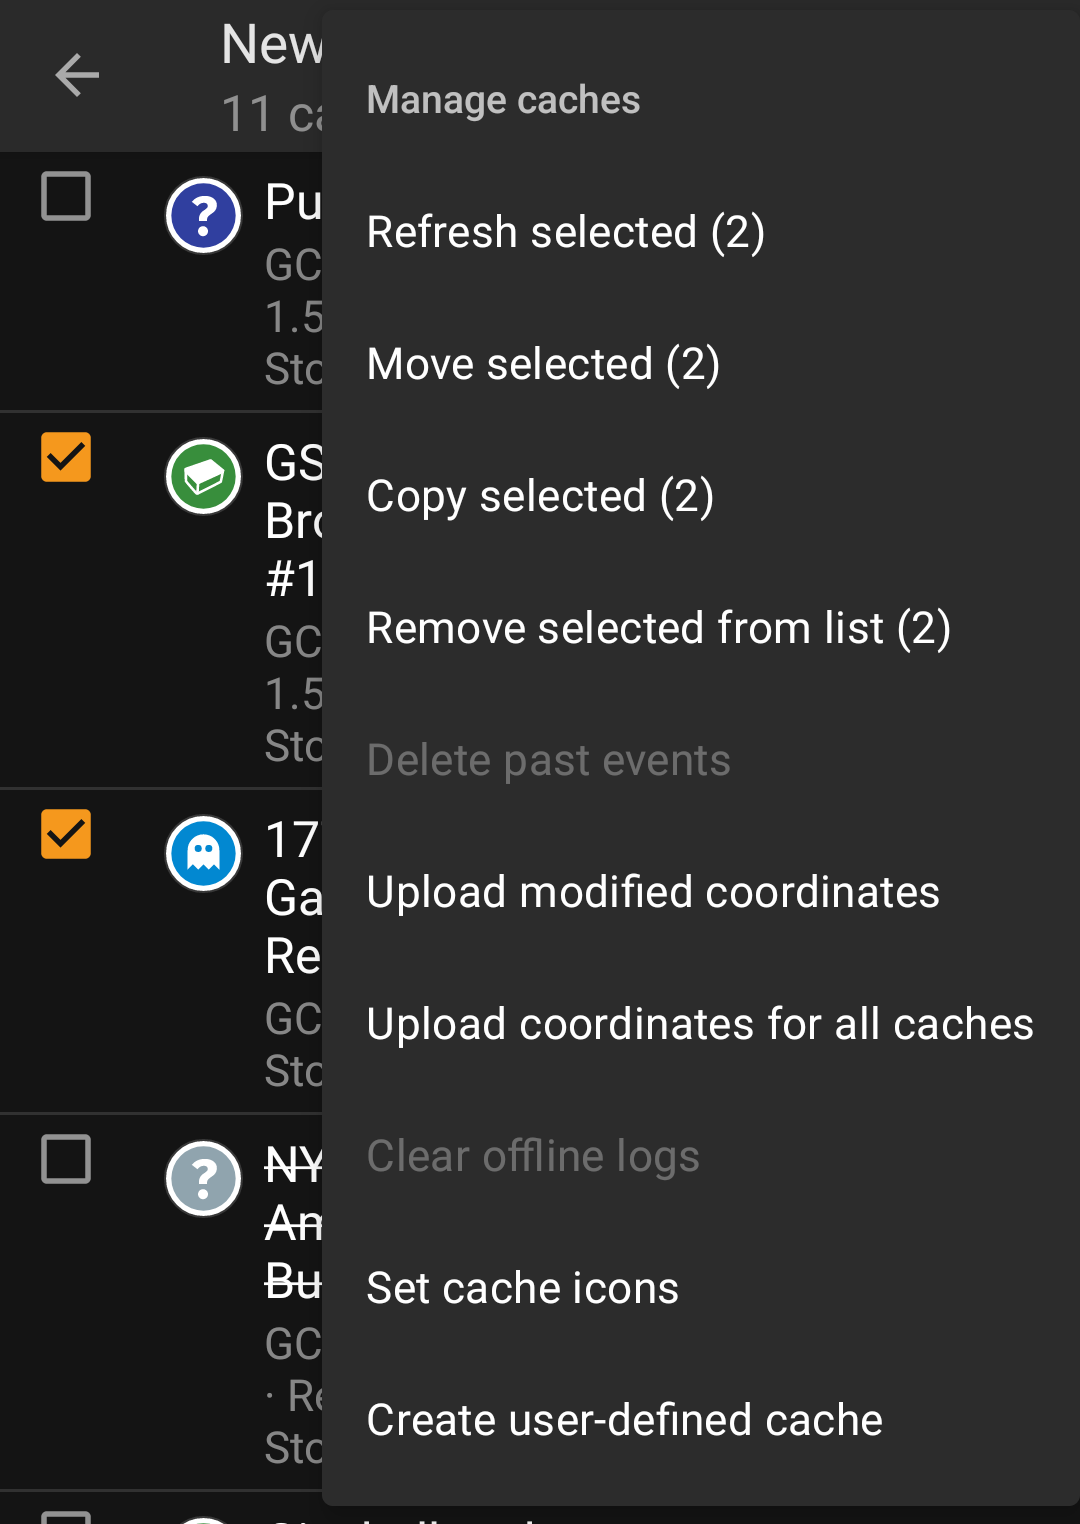 New
11
Manage caches
Refresh selected (2)
Move selected (2)
Copy selected (2)
Remove selected from list (2)
Delete past events
Upload modified coordinates
Upload coordinates for all caches
Clear offline logs
Set cache icons
Create user-defined cache
?
Pu
GC
1.5
Sto
GS
Bro
#1
GC
1.5
Sto
17
Ga
Re
GC
Sto
?
NY
Am
Bu
GC
· Re
Sto